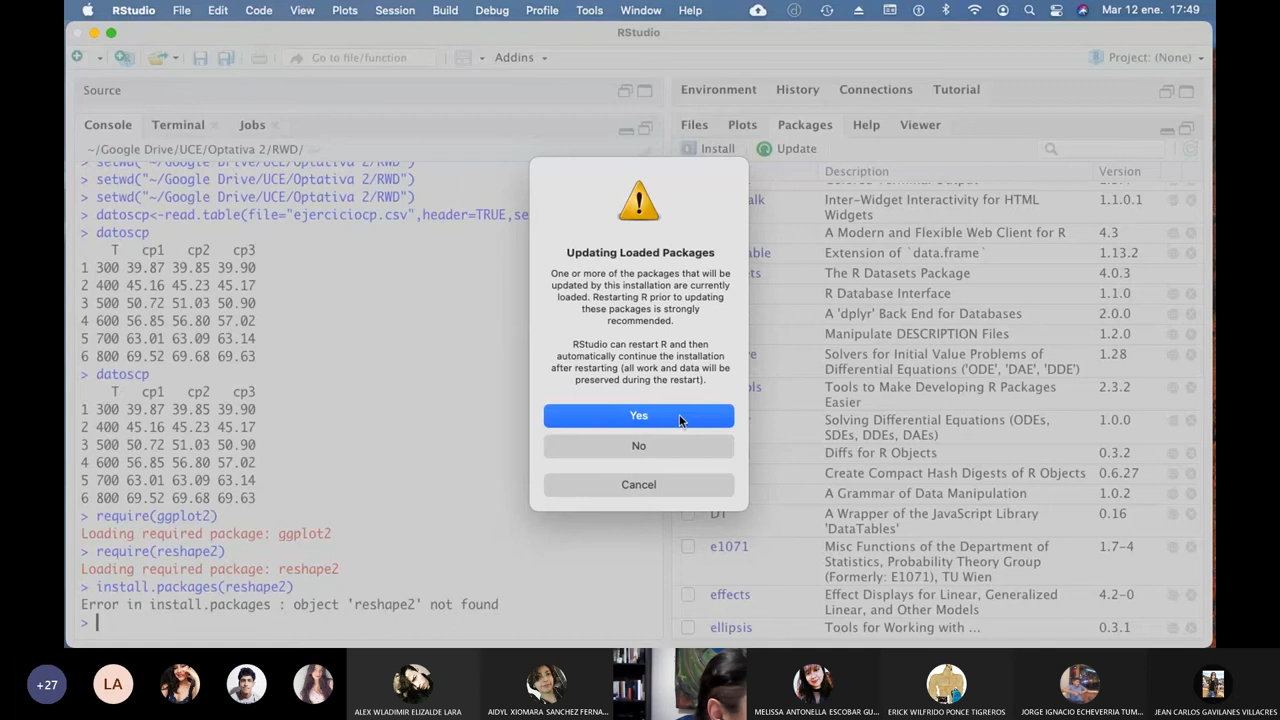 RStudio File Edit Code View Plots Session Build Debug Profile Tools Window Help Mar 12 ene. 17:49
RStudio
Go to file/function Addins Project: (None)
Source
Console Terminal Jobs
~/Google Drive/UCE/Optativa 2/RWD/
> setwd("~/Google Drive/UCE/Optativa 2/RWD")
> setwd("~/Google Drive/UCE/Optativa 2/RWD")
> setwd("~/Google Drive/UCE/Optativa 2/RWD")
> datoscp<-read.table(file="ejerciciocp.csv",header=TRUE,se
> datoscp
T cp1 cp2 cp3
1 300 39.87 39.85 39.90
2 400 45.16 45.23 45.17
3 500 50.72 51.03 50.90
4 600 56.85 56.80 57.02
5 700 63.01 63.09 63.14
6 800 69.52 69.68 69.63
> datoscp
T cp1 cp2 cp3
1 300 39.87 39.85 39.90
2 400 45.16 45.23 45.17
3 500 50.72 51.03 50.90
4 600 56.85 56.80 57.02
5 700 63.01 63.09 63.14
6 800 69.52 69.68 69.63
> require(ggplot2)
Loading required package: ggplot2
> require(reshape2)
Loading required package: reshape2
> install.packages(reshape2)
Error in install.packages : object 'reshape2' not found
>
Updating Loaded Packages
One or more of the packages that will be
updated by this installation are currently
loaded. Restarting R prior to updating
these packages is strongly
recommended.
RStudio can restart R and then
automatically continue the installation
after restarting (all work and data will be
preserved during the restart).
Yes
No
Cancel
Environment History Connections Tutorial
Files Plots Packages Help Viewer
Install Update
Description Version
alk Inter-Widget Interactivity for HTML 1.1.0.1
Widgets
A Modern and Flexible Web Client for R 4.3
able Extension of `data.frame` 1.13.2
ts The R Datasets Package 4.0.3
R Database Interface 1.1.0
A 'dplyr' Back End for Databases 2.0.0
Manipulate DESCRIPTION Files 1.2.0
ve Solvers for Initial Value Problems of 1.28
Differential Equations ('ODE', 'DAE', 'DDE')
ols Tools to Make Developing R Packages 2.3.2
Easier
Solving Differential Equations (ODEs, 1.0.0
SDEs, DDEs, DAEs)
Diffs for R Objects 0.3.2
Create Compact Hash Digests of R Objects 0.6.27
A Grammar of Data Manipulation 1.0.2
DT A Wrapper of the JavaScript Library 0.16
'DataTables'
e1071 Misc Functions of the Department of 1.7-4
Statistics, Probability Theory Group
(Formerly: E1071), TU Wien
effects Effect Displays for Linear, Generalized 4.2-0
Linear, and Other Models
ellipsis Tools for Working with ... 0.3.1
+27 LA
ALEX WLADIMIR ELIZALDE LARA
AIDYL XIOMARA SANCHEZ FERNA...
MELISSA ANTONELLA ESCOBAR GU...
ERICK WILFRIDO PONCE TIGREROS
JORGE IGNACIO ECHEVERRIA TUM...
JEAN CARLOS GAVILANES VILLACRES